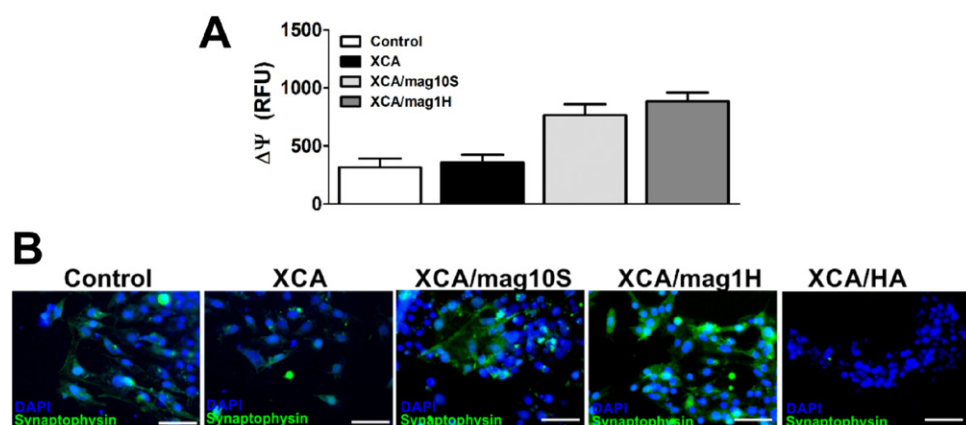 A
1500
1000
500
0
ΔΨ (RFU)
Control
XCA
XCA/mag10S
XCA/mag1H
B
Control XCA XCA/mag10S XCA/mag1H XCA/HA
DAPI DAPI DAPI DAPI DAPI
Synaptophysin Synaptophysin Synaptophysin Synaptophysin Synaptophysin